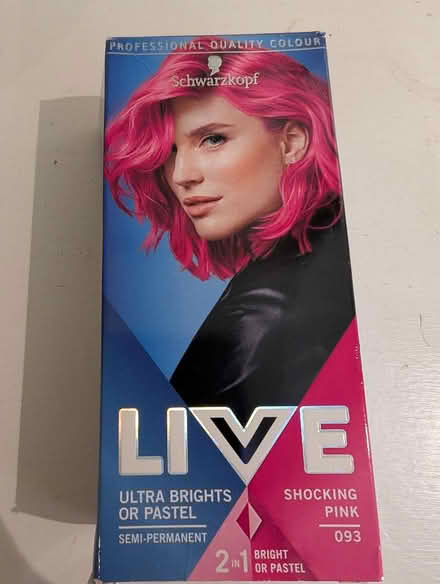 PROFESSIONAL QUALITY COLOUR
Schwarzkopf
LIVE
ULTRA BRIGHTS
OR PASTEL
SEMI-PERMANENT
SHOCKING
PINK
093
2 IN 1 BRIGHT
OR PASTEL